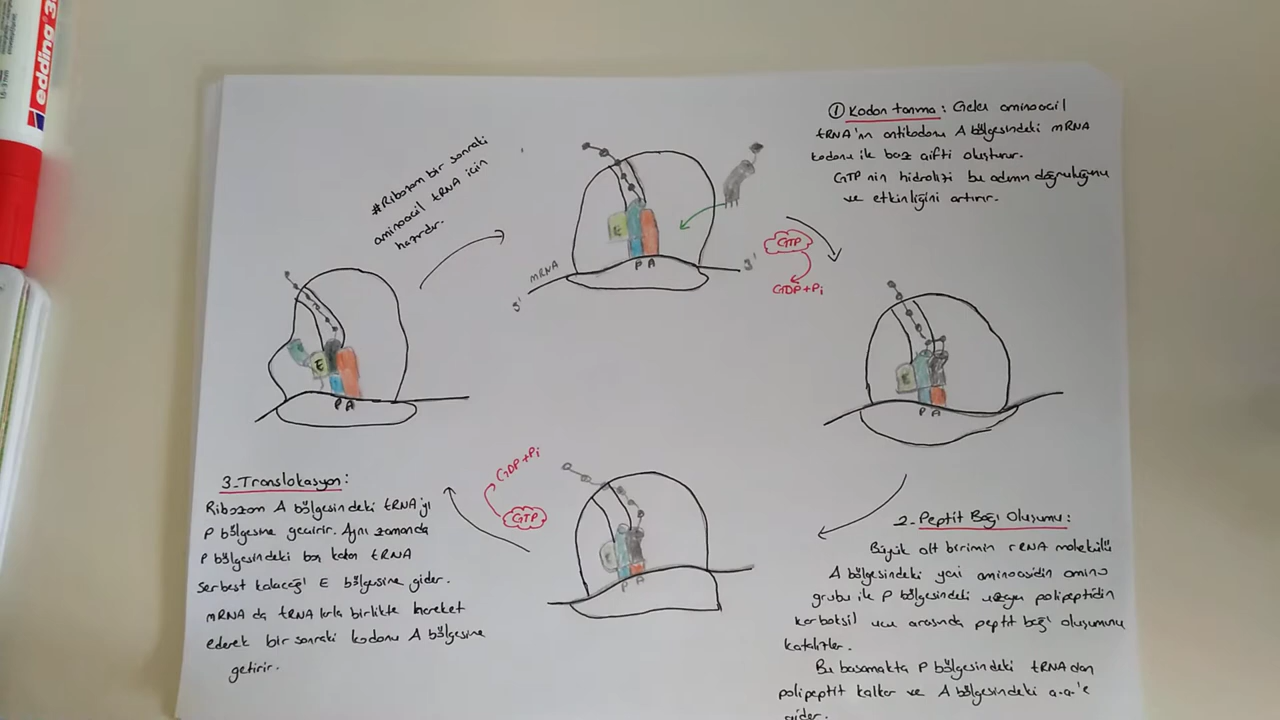 edding 3
#Ribozom bir sonraki
aminoacil tRNA için
hazırdır.
mRNA
5'
E
P A
3'
① Kodon tanıma: Gelen aminoacil
tRNA'nın antikodonu A bölgesindeki mRNA
kodonu ile baz çifti oluşturur.
GTP nin hidrolizi bu adımın doğruluğunu
ve etkinliğini artırır.
GTP
GDP+Pi
E
P A
E
P A
GDP+Pi
GTP
E
P A
2-Peptit Bağı Oluşumu:
Büyük alt birimin rRNA molekülü
A bölgesindeki yeni aminoasidin amino
grubu ile P bölgesindeki uzayan polipeptidin
karboksil ucu arasında peptit bağı oluşumunu
katalizler.
Bu basamakta P bölgesindeki tRNA dan
polipeptit kalkar ve A bölgesindeki a.a.'e
gider.
3-Translokasyon:
Ribozom A bölgesindeki tRNA'yı
P bölgesine geçirir. Aynı zamanda
P bölgesindeki boş kalan tRNA
serbest kalacağı E bölgesine gider.
mRNA da tRNA larla birlikte hareket
ederek bir sonraki kodonu A bölgesine
getirir.